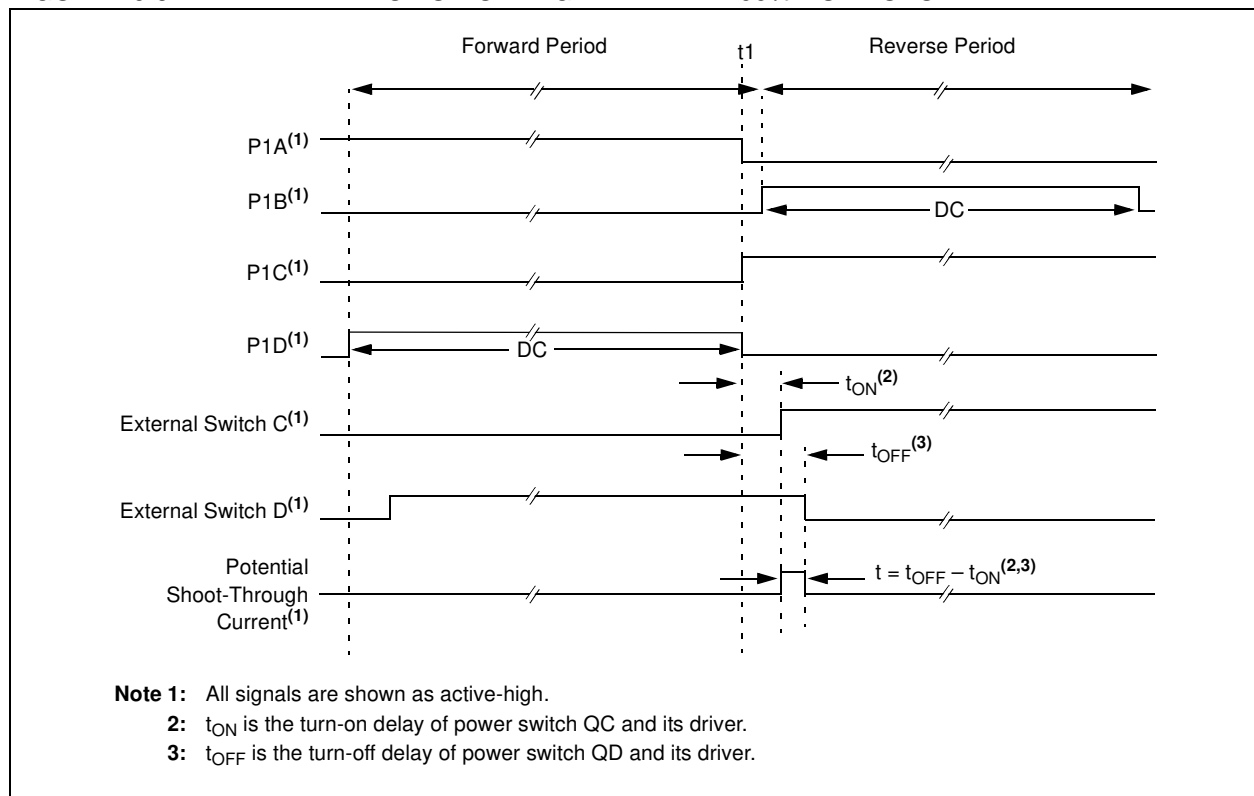 Forward Period
t1
Reverse Period
P1A(1)
P1B(1)
DC
P1C(1)
P1D(1)
DC
tON(2)
External Switch C(1)
tOFF(3)
External Switch D(1)
Potential
Shoot-Through
Current(1)
t = tOFF – tON(2,3)
Note 1: All signals are shown as active-high.
2: tON is the turn-on delay of power switch QC and its driver.
3: tOFF is the turn-off delay of power switch QD and its driver.